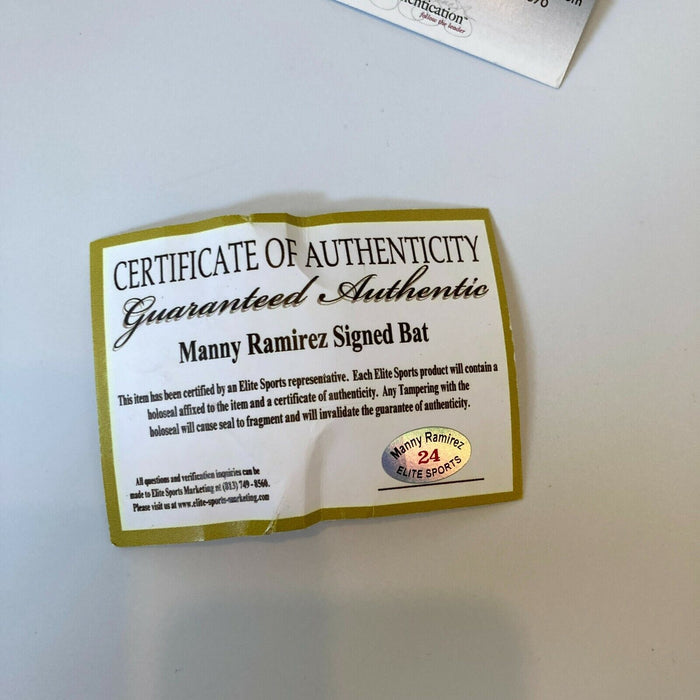 follow the leader
CERTIFICATE OF AUTHENTICITY
Guaranteed Authentic
Manny Ramirez Signed Bat
This item has been certified by an Elite Sports representative. Each Elite Sports product will contain a
holoseal affixed to the item and a certificate of authenticity. Any Tampering with the
holoseal will cause seal to fragment and will invalidate the guarantee of authenticity.
Manny Ramirez
24
ELITE SPORTS
All questions and verification inquiries can be
made to Elite Sports Marketing at (813) 749 - 8560.
Please visit us at www.elite-sports-marketing.com